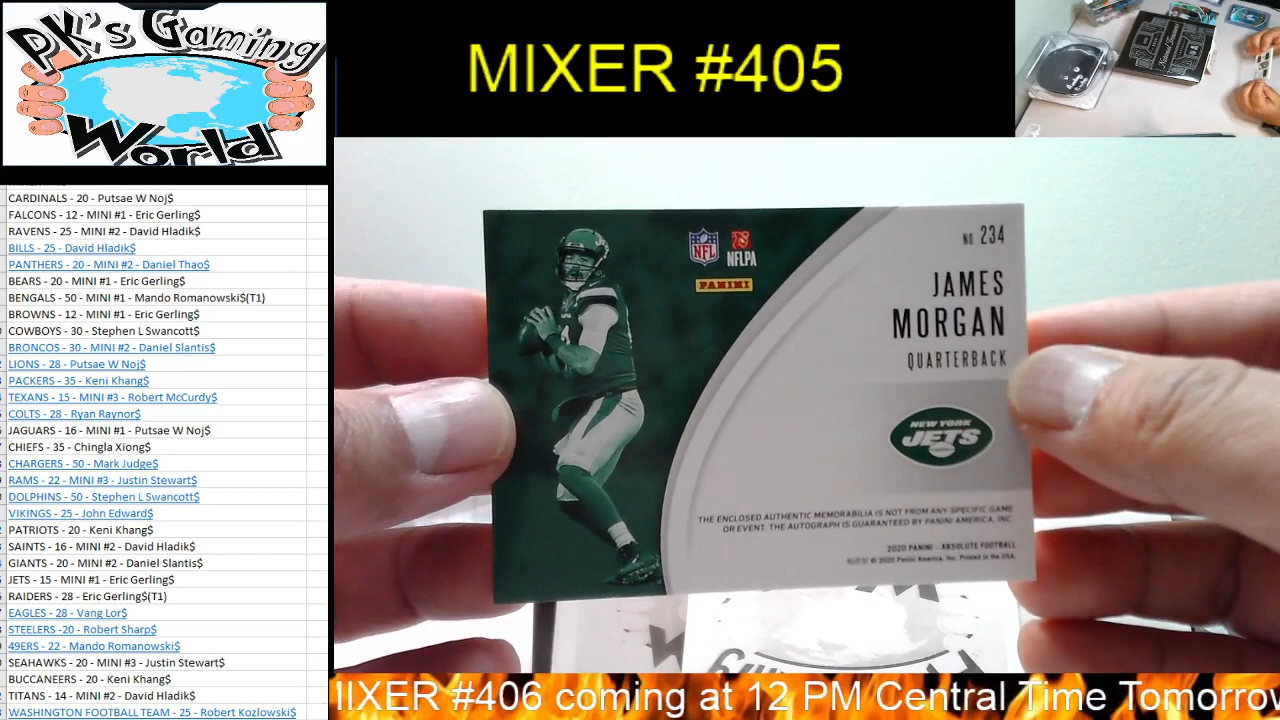 PK's Gaming
World
MIXER #405
CARDINALS - 20 - Putsae W Noj$
FALCONS - 12 - MINI #1 - Eric Gerling$
RAVENS - 25 - MINI #2 - David Hladik$
BILLS - 25 - David Hladik$
PANTHERS - 20 - MINI #2 - Daniel Thao$
BEARS - 20 - MINI #1 - Eric Gerling$
BENGALS - 50 - MINI #1 - Mando Romanowski$(T1)
BROWNS - 12 - MINI #1 - Eric Gerling$
COWBOYS - 30 - Stephen L Swancott$
BRONCOS - 30 - MINI #2 - Daniel Slantis$
LIONS - 28 - Putsae W Noj$
PACKERS - 35 - Keni Khang$
TEXANS - 15 - MINI #3 - Robert McCurdy$
COLTS - 28 - Ryan Raynor$
JAGUARS - 16 - MINI #1 - Putsae W Noj$
CHIEFS - 35 - Chingla Xiong$
CHARGERS - 50 - Mark Judge$
RAMS - 22 - MINI #3 - Justin Stewart$
DOLPHINS - 50 - Stephen L Swancott$
VIKINGS - 25 - John Edward$
PATRIOTS - 20 - Keni Khang$
SAINTS - 16 - MINI #2 - David Hladik$
GIANTS - 20 - MINI #2 - Daniel Slantis$
JETS - 15 - MINI #1 - Eric Gerling$
RAIDERS - 28 - Eric Gerling$(T1)
EAGLES - 28 - Vang Lor$
STEELERS -20 - Robert Sharp$
49ERS - 22 - Mando Romanowski$
SEAHAWKS - 20 - MINI #3 - Justin Stewart$
BUCCANEERS - 20 - Keni Khang$
TITANS - 14 - MINI #2 - David Hladik$
WASHINGTON FOOTBALL TEAM - 25 - Robert Kozlowski$
NFL
NFLPA
PANINI
No. 234
JAMES
MORGAN
QUARTERBACK
NEW YORK
JETS
THE ENCLOSED AUTHENTIC MEMORABILIA IS NOT FROM ANY SPECIFIC GAME
OR EVENT. THE AUTOGRAPH IS GUARANTEED BY PANINI AMERICA, INC.
2020 PANINI - ABSOLUTE FOOTBALL
© 2020 Panini America, Inc. Printed in the USA.
IIXER #406 coming at 12 PM Central Time Tomorrow